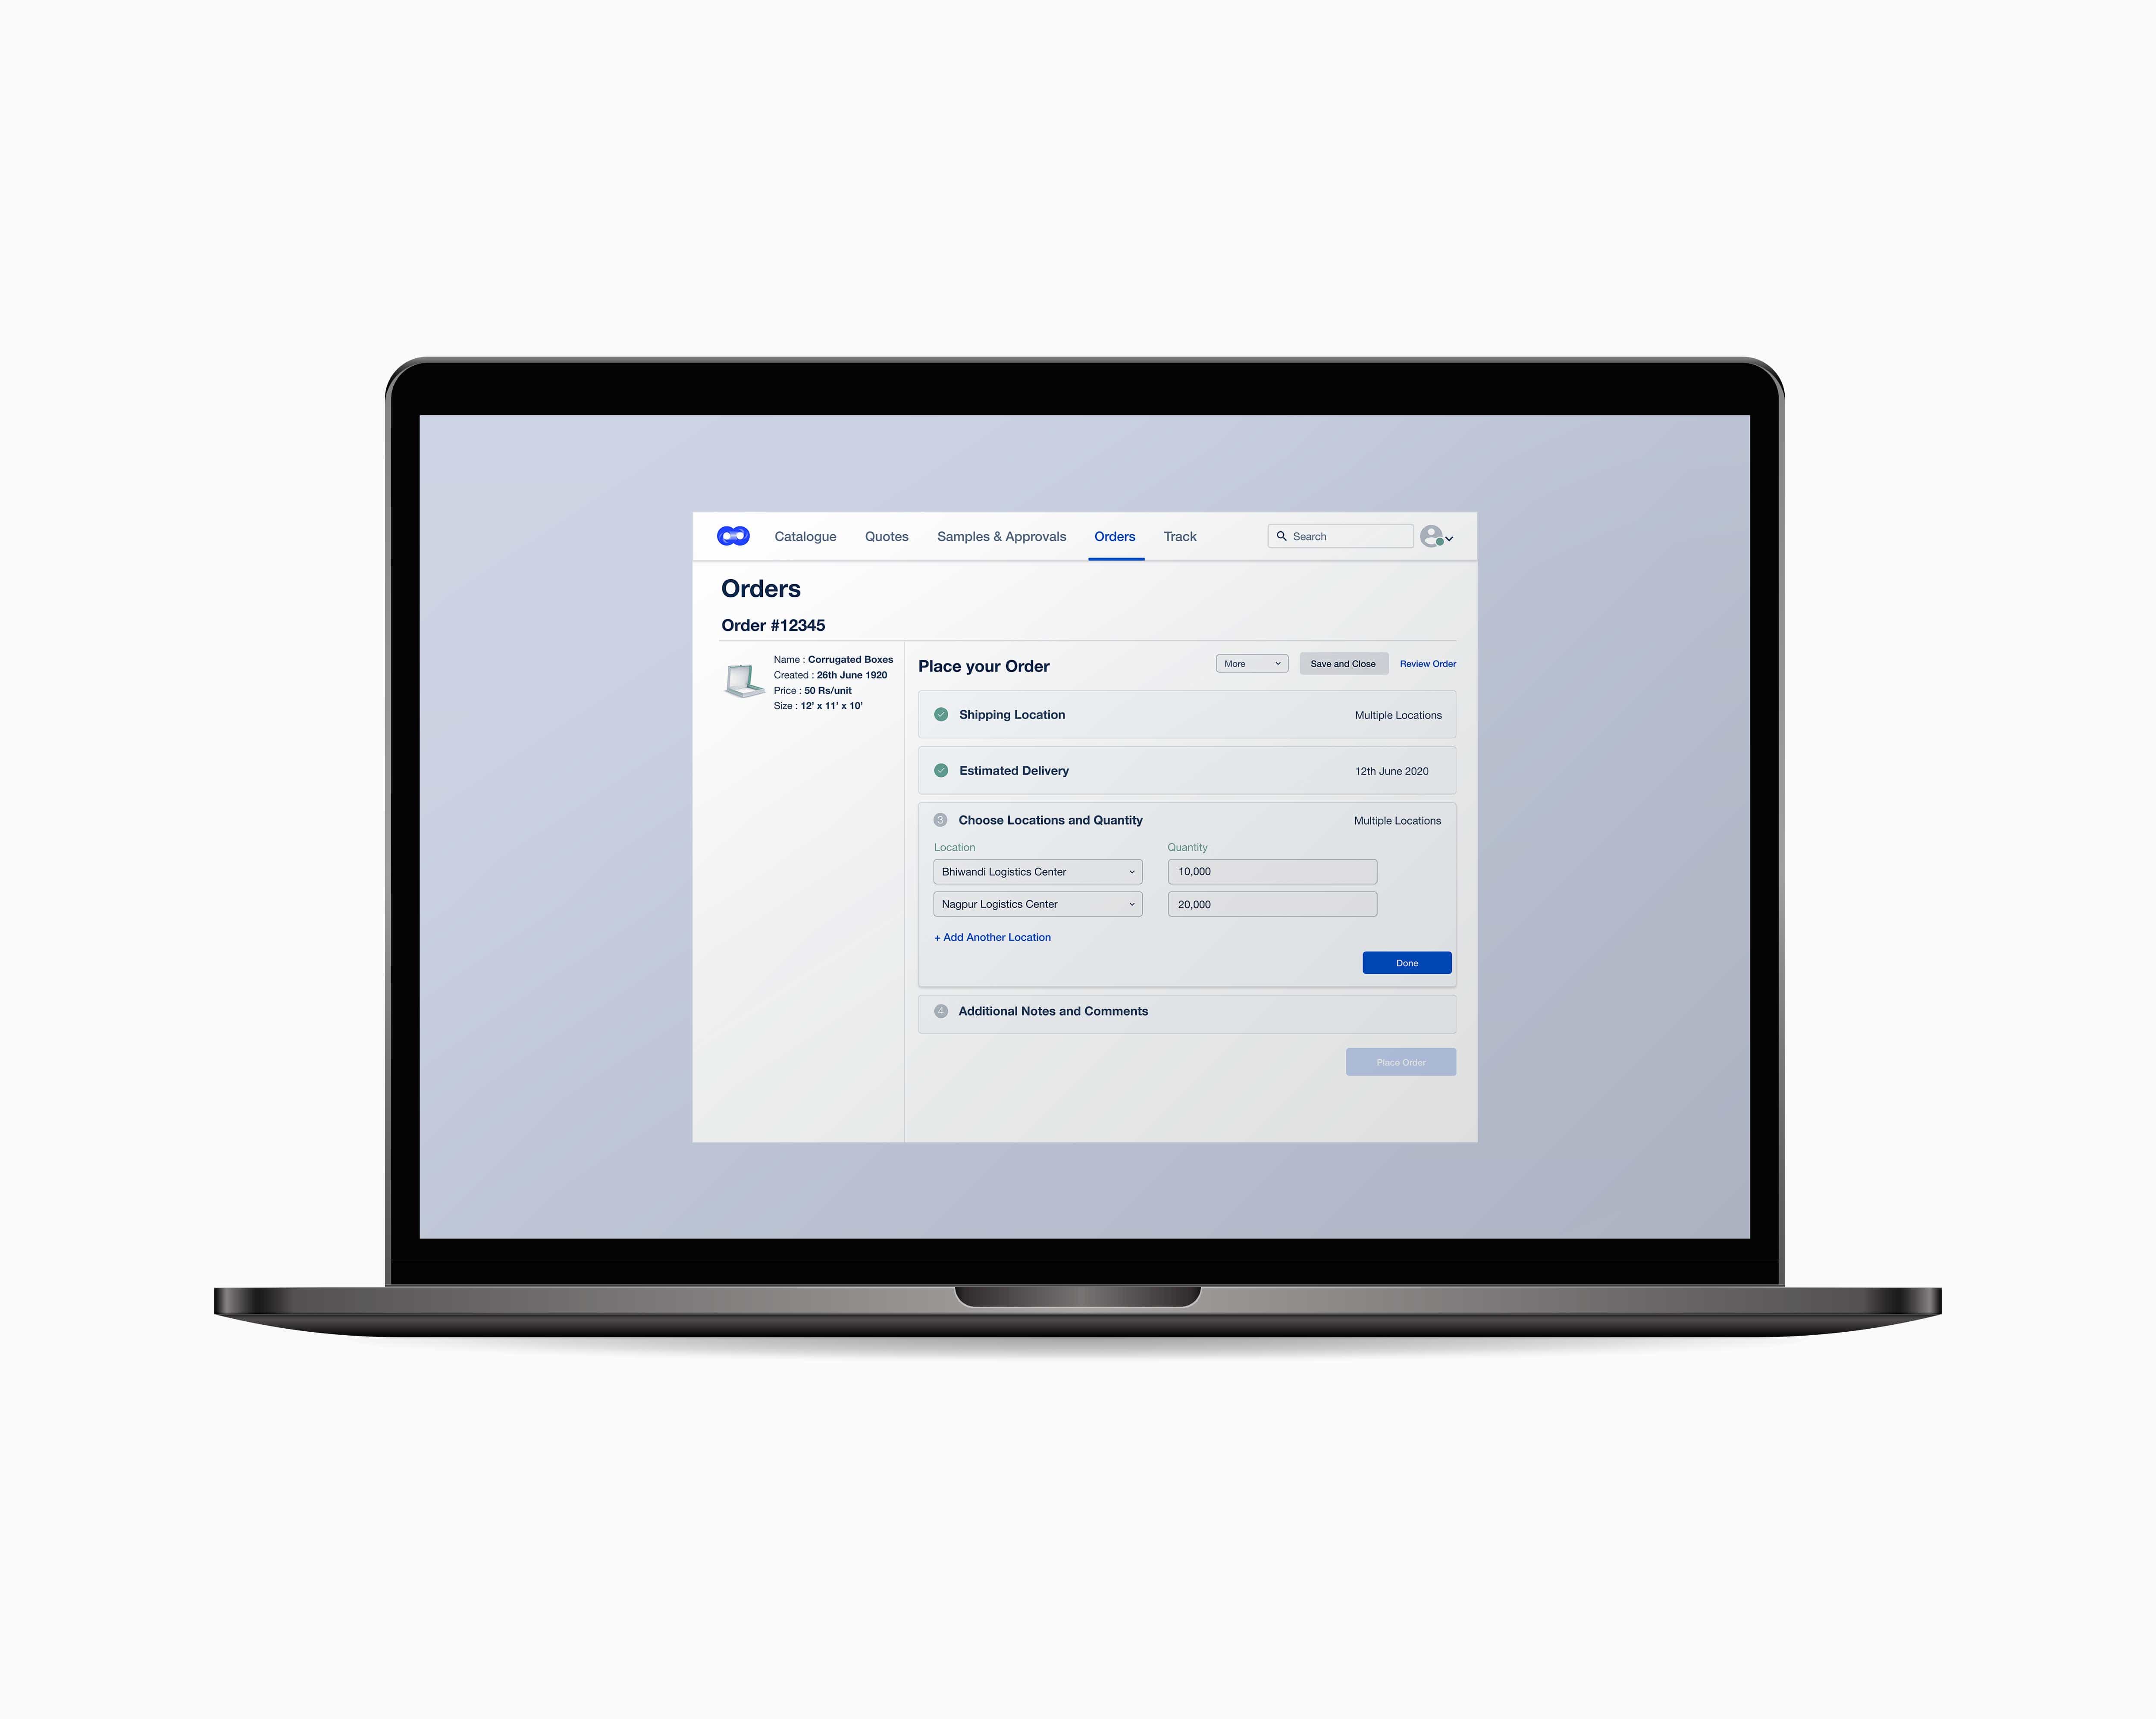 Catalogue Quotes Samples & Approvals Orders Track Search
Orders
Order #12345
Name : Corrugated Boxes
Created : 26th June 1920
Price : 50 Rs/unit
Size : 12' x 11' x 10'
Place your Order More Save and Close Review Order
Shipping Location Multiple Locations
Estimated Delivery 12th June 2020
3 Choose Locations and Quantity Multiple Locations
Location Quantity
Bhiwandi Logistics Center 10,000
Nagpur Logistics Center 20,000
+ Add Another Location
Done
4 Additional Notes and Comments
Place Order